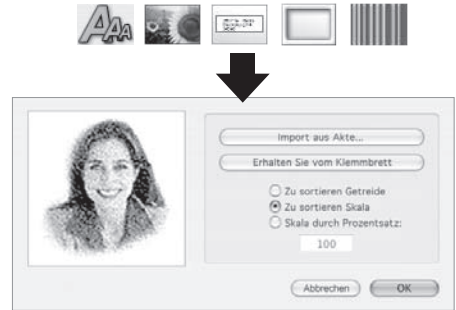 AAA
Import aus Akte...
Erhalten Sie vom Klemmbrett
Zu sortieren Getreide
Zu sortieren Skala
Skala durch Prozentsatz:
100
Abbrechen
OK